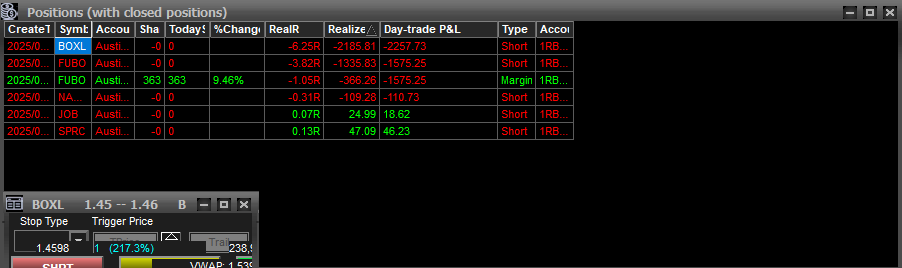 Positions (with closed positions)
CreateT Symb Accou Sha TodayS %Change RealR Realize Day-trade P&L Type Accou
2025/0... BOXL Austi... -0 0 -6.25R -2185.81 -2257.73 Short 1RB...
2025/0... FUBO Austi... -0 0 -3.82R -1335.83 -1575.25 Short 1RB...
2025/0... FUBO Austi... 363 363 9.46% -1.05R -366.26 -1575.25 Margin 1RB...
2025/0... NA... Austi... -0 0 -0.31R -109.28 -110.73 Short 1RB...
2025/0... JOB Austi... -0 0 0.07R 24.99 18.62 Short 1RB...
2025/0... SPRC Austi... -0 0 0.13R 47.09 46.23 Short 1RB...
BOXL 1.45 -- 1.46 B
Stop Type Trigger Price
1.4598 1 (217.3%) Trail 238,9
SHRT VWAP: 1.539